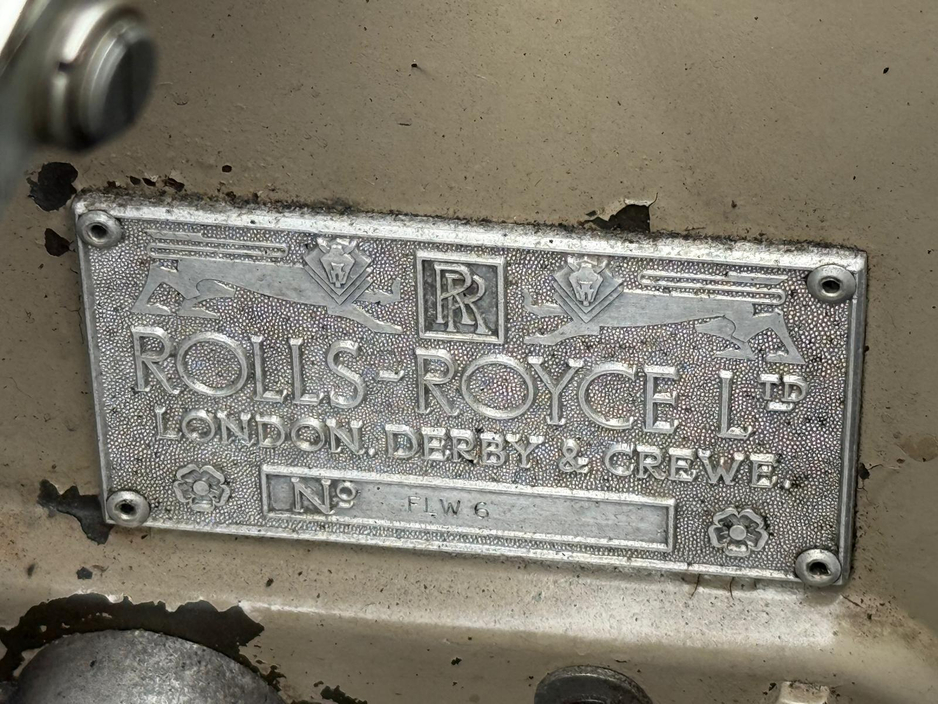 RR
ROLLS-ROYCE LTD
LONDON, DERBY & CREWE.
No FLW 6